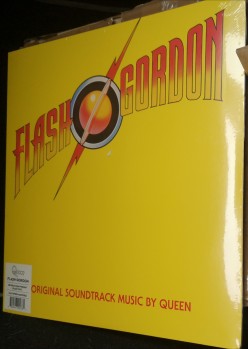 FLASH GORDON
ORIGINAL SOUNDTRACK MUSIC BY QUEEN